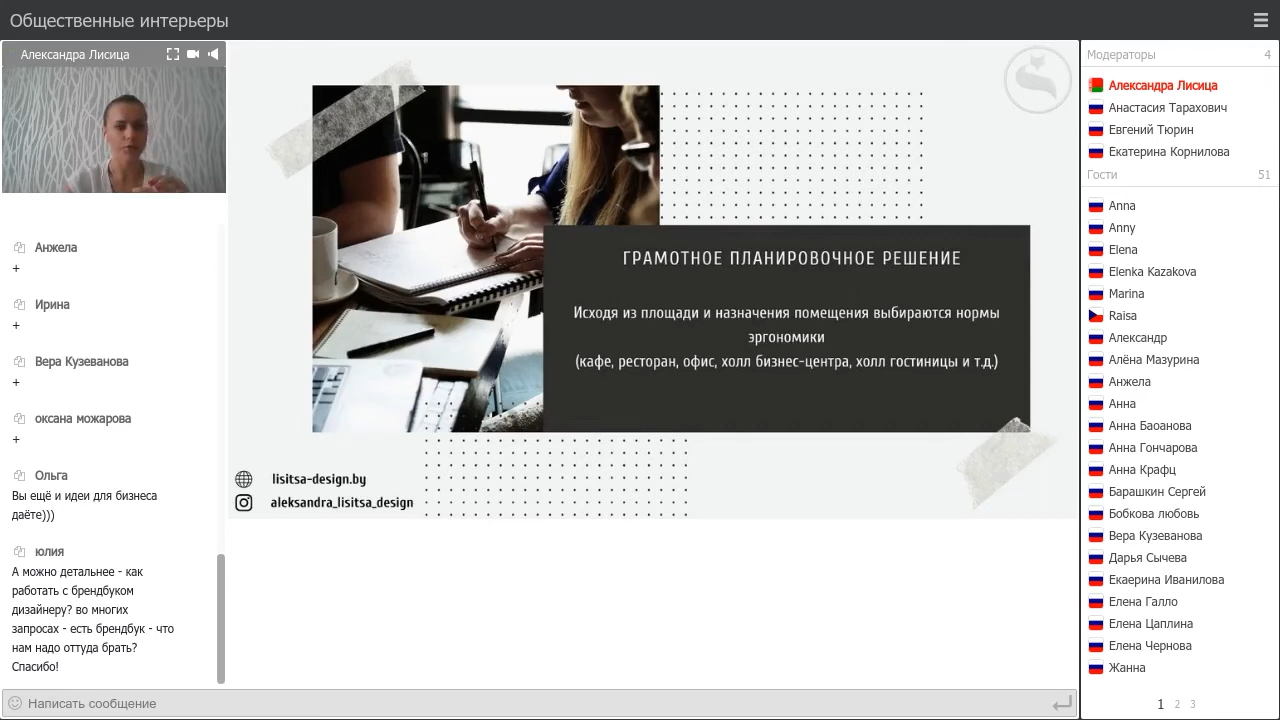 Общественные интерьеры
Александра Лисица
Анжела
+
Ирина
+
Вера Кузеванова
+
оксана можарова
+
Ольга
Вы ещё и идеи для бизнеса
даёте)))
юлия
А можно детальнее - как
работать с брендбуком
дизайнеру? во многих
запросах - есть брендбук - что
нам надо оттуда брать?
Спасибо!
Написать сообщение
ГРАМОТНОЕ ПЛАНИРОВОЧНОЕ РЕШЕНИЕ
Исходя из площади и назначения помещения выбираются нормы
эргономики
(кафе, ресторан, офис, холл бизнес-центра, холл гостиницы и т.д.)
lisitsa-design.by
aleksandra_lisitsa_design
Модераторы 4
Александра Лисица
Анастасия Тарахович
Евгений Тюрин
Екатерина Корнилова
Гости 51
Anna
Anny
Elena
Elenka Kazakova
Marina
Raisa
Александр
Алёна Мазурина
Анжела
Анна
Анна Баоанова
Анна Гончарова
Анна Крафц
Барашкин Сергей
Бобкова любовь
Вера Кузеванова
Дарья Сычева
Екаерина Иванилова
Елена Галло
Елена Цаплина
Елена Чернова
Жанна
1 2 3